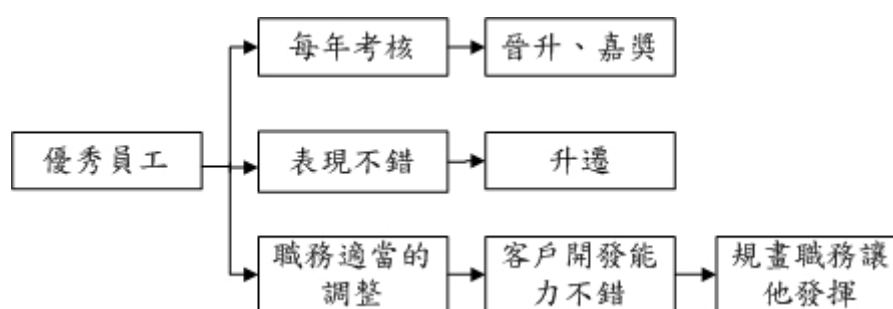 每年考核
晉升、嘉獎
優秀員工
表現不錯
升遷
職務適當的
調整
客戶開發能
力不錯
規畫職務讓
他發揮